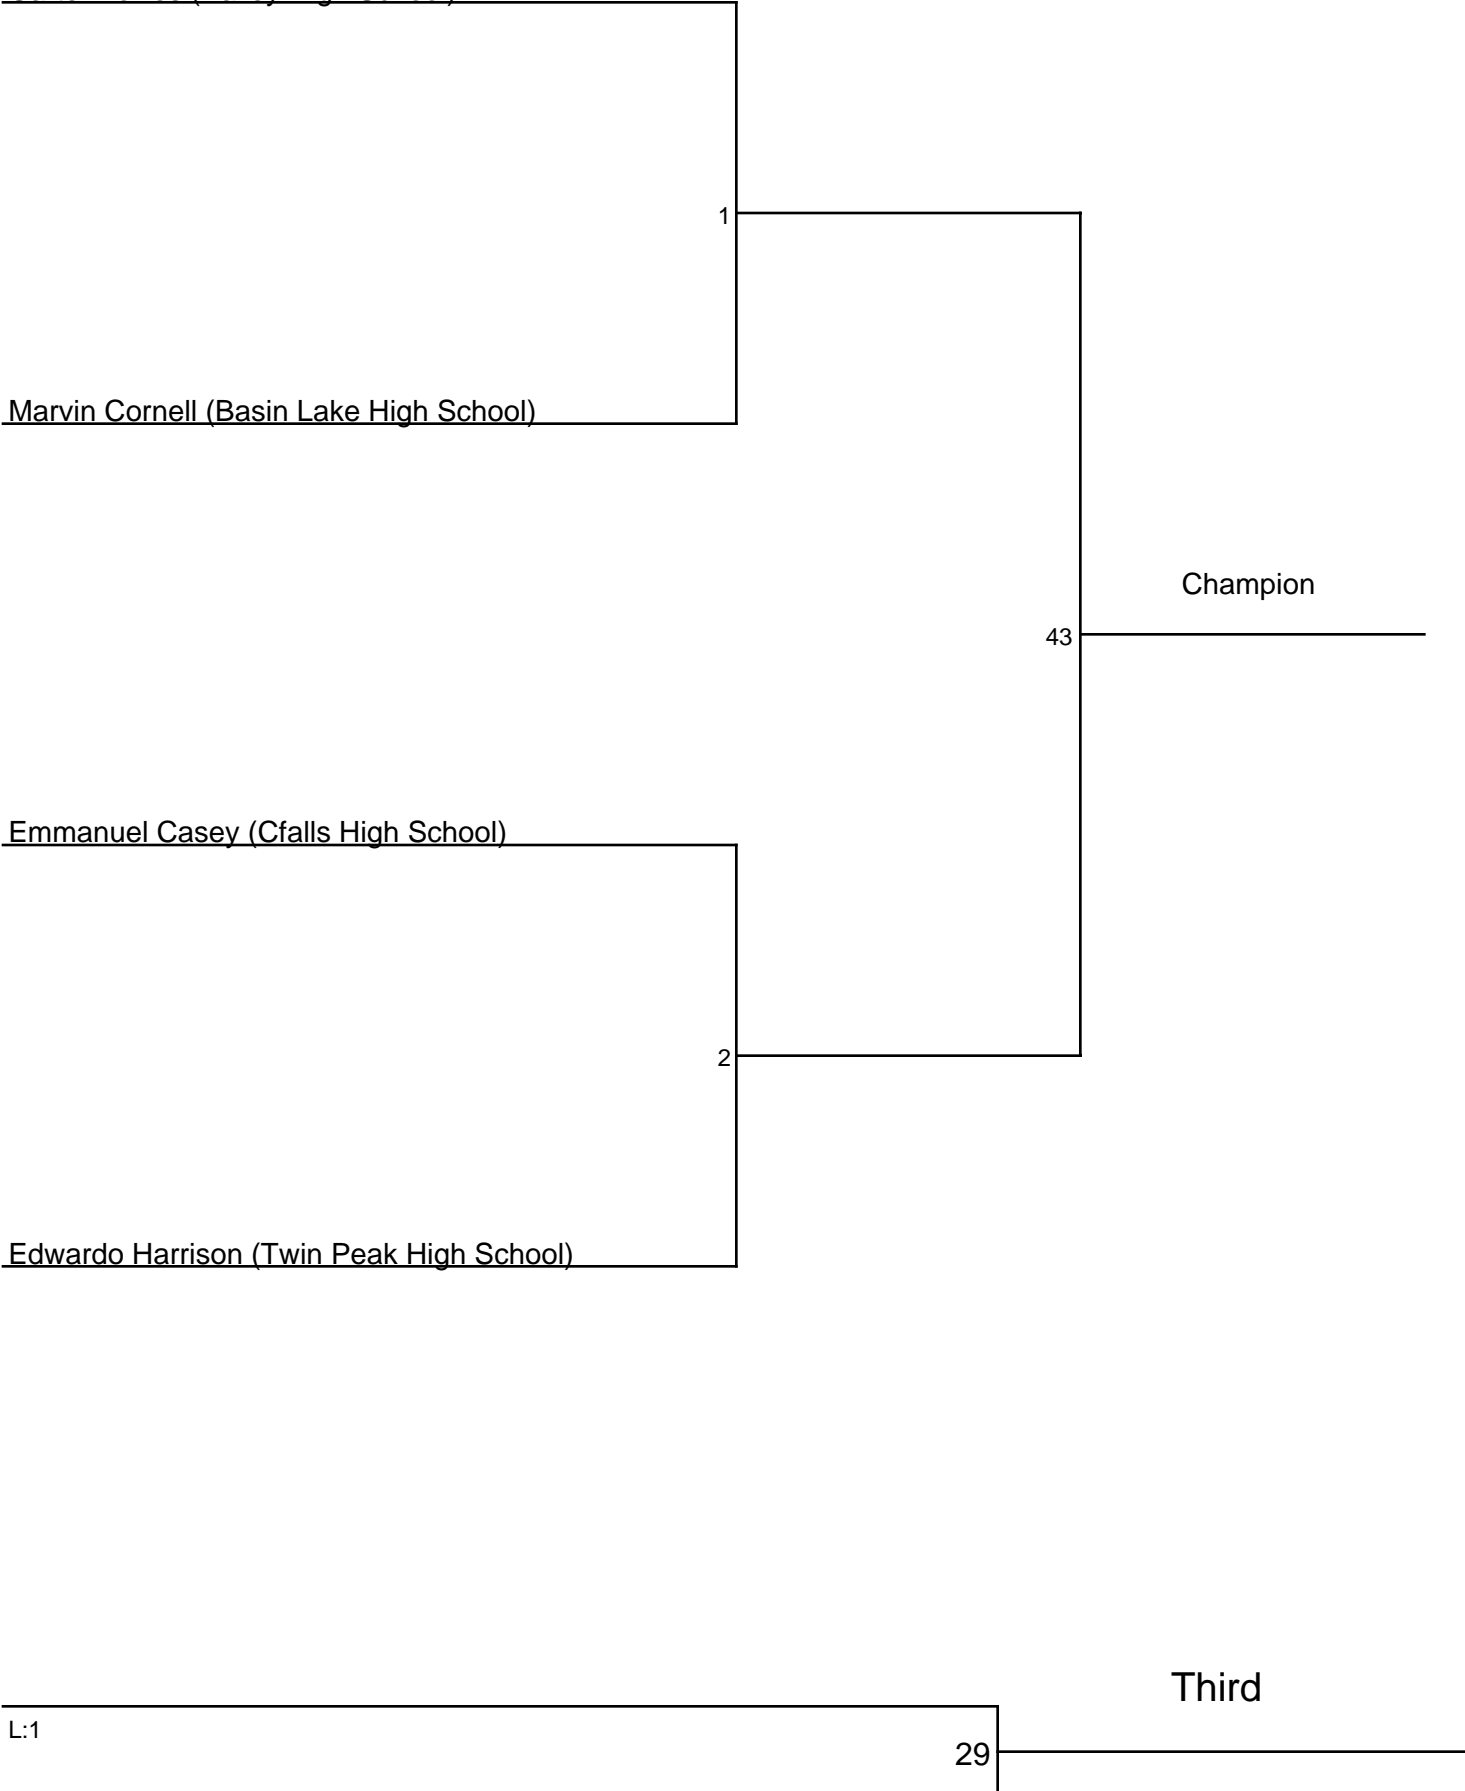 1
Marvin Cornell (Basin Lake High School)
Champion
43
Emmanuel Casey (Cfalls High School)
2
Edwardo Harrison (Twin Peak High School)
Third
L:1
29